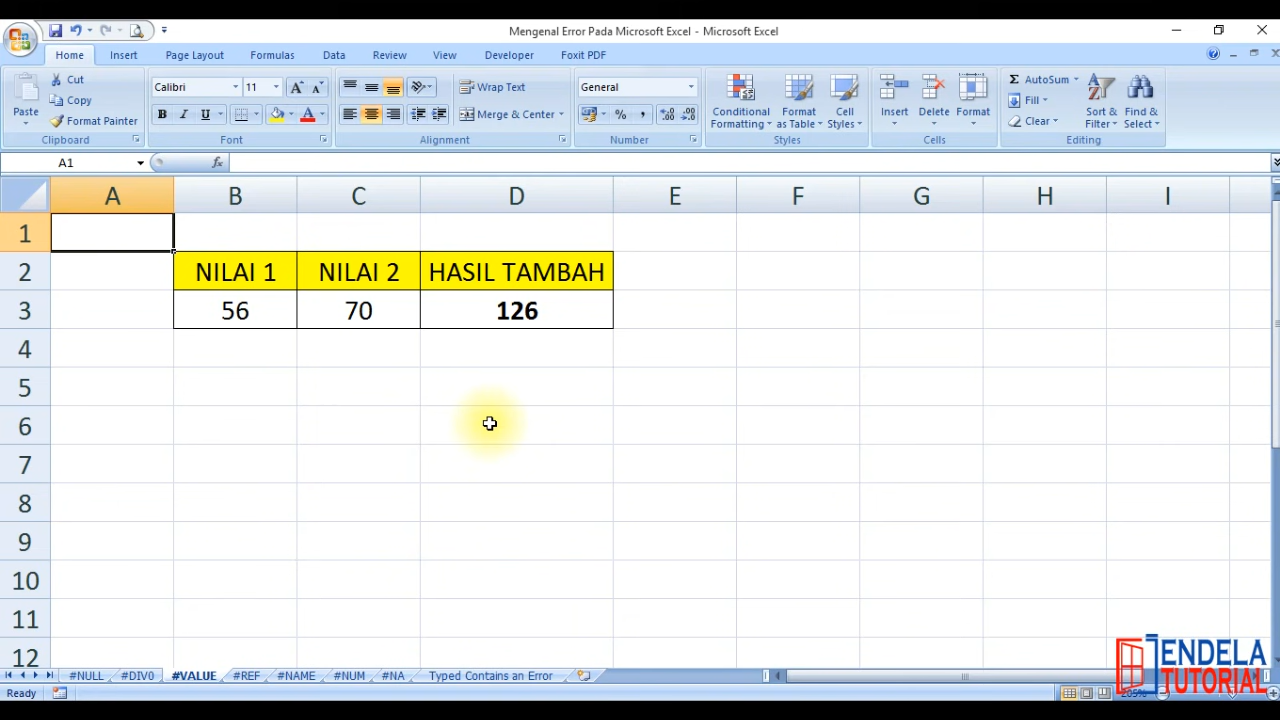 Mengenal Error Pada Microsoft Excel - Microsoft Excel
Home Insert Page Layout Formulas Data Review View Developer Foxit PDF
Paste
Cut
Copy
Format Painter
Clipboard
Calibri 11
B I U
Font
Wrap Text
Merge & Center
Alignment
General
% ,
Number
Conditional Formatting
Format as Table
Cell Styles
Styles
Insert Delete Format
Cells
Σ AutoSum
Fill
Clear
Sort & Filter
Find & Select
Editing
A1 fx
A B C D E F G H I
1
2 NILAI 1 NILAI 2 HASIL TAMBAH
3 56 70 126
4
5
6
7
8
9
10
11
12
#NULL #DIV0 #VALUE #REF #NAME #NUM #NA Typed Contains an Error
Ready 205%
JENDELA
TUTORIAL